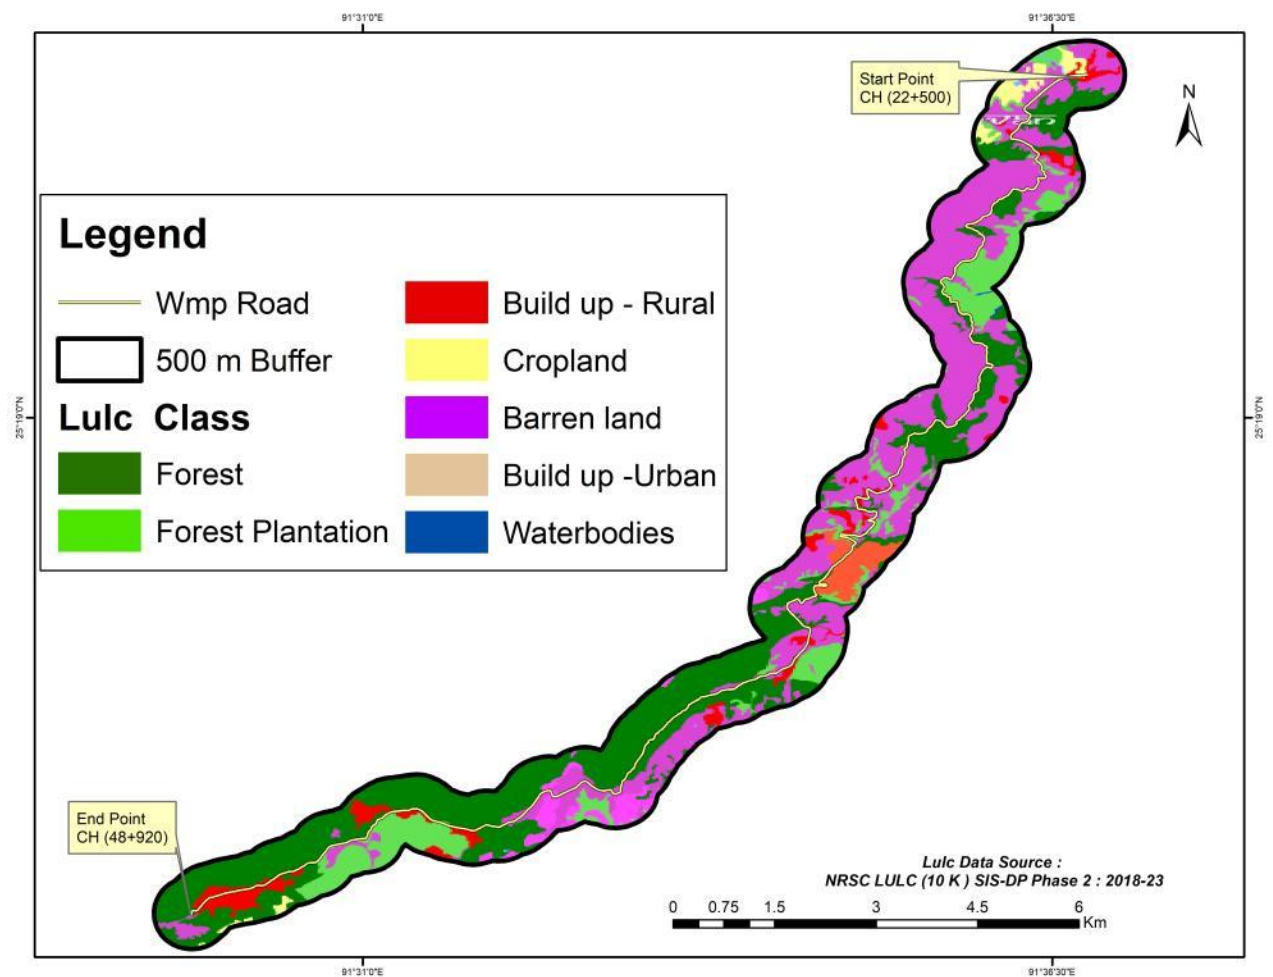 91°31'0"E
91°36'30"E
Start Point
CH (22+500)
N
Legend
Wmp Road
500 m Buffer
Lulc Class
Forest
Forest Plantation
Build up - Rural
Cropland
Barren land
Build up -Urban
Waterbodies
25°19'0"N
25°19'0"N
End Point
CH (48+920)
Lulc Data Source :
NRSC LULC (10 K ) SIS-DP Phase 2 : 2018-23
0 0.75 1.5 3 4.5 6
Km
91°31'0"E
91°36'30"E